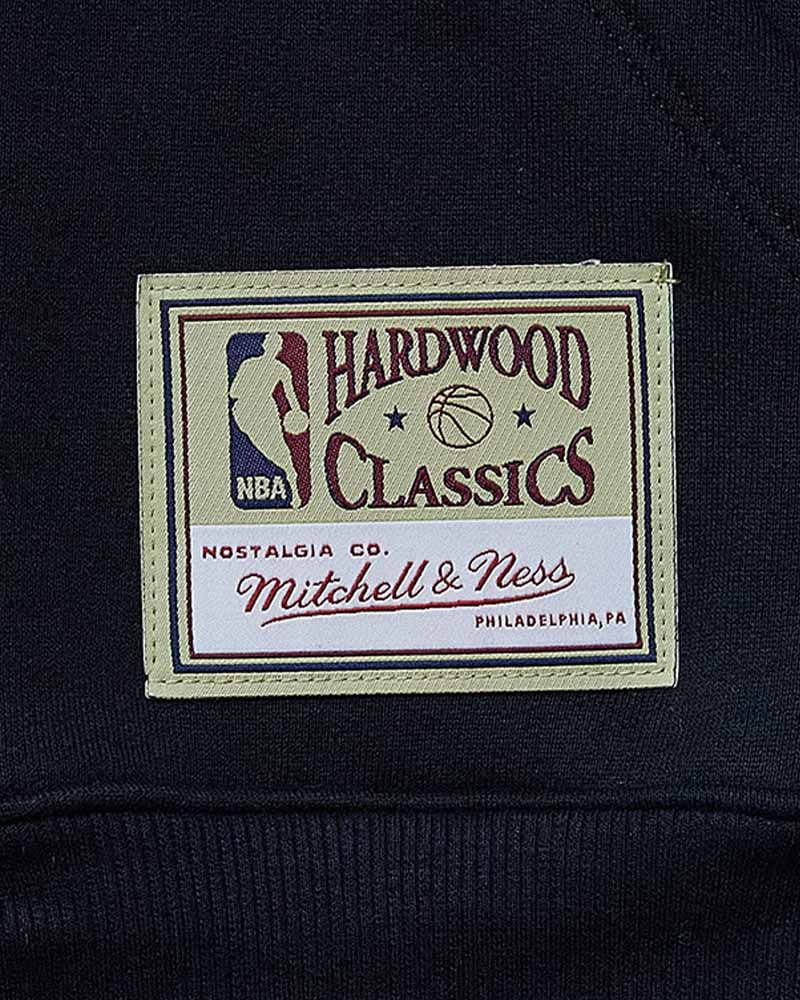 NBA
HARDWOOD
CLASSICS
NOSTALGIA CO.
Mitchell & Ness
PHILADELPHIA, PA